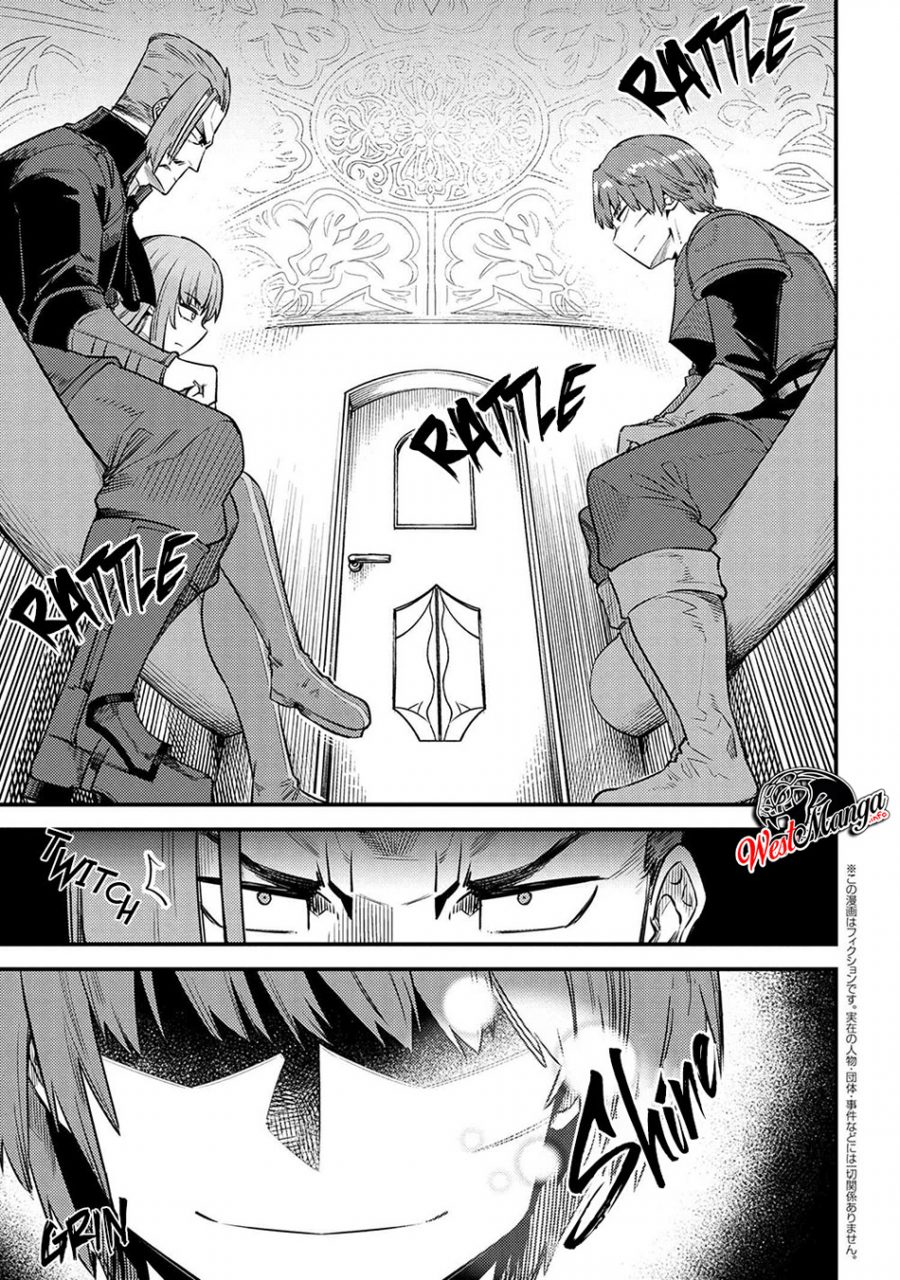 RATTLE
RATTLE
RATTLE
WestManga
.info
TWITCH
Shine
GRIN
※この漫画はフィクションです。実在の人物・団体・事件などには一切関係ありません。